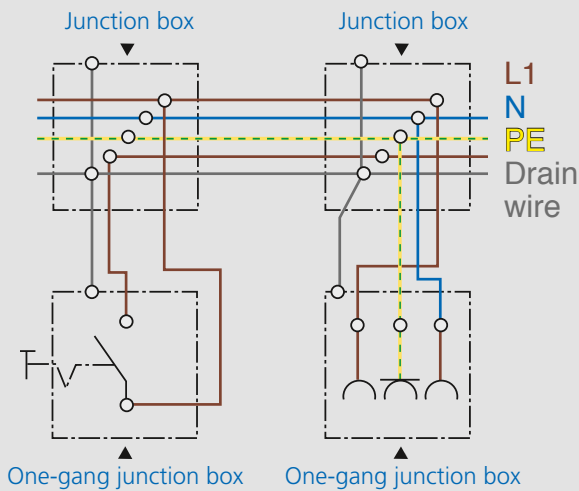 Junction box
Junction box
L1
N
PE
Drain
wire
One-gang junction box
One-gang junction box